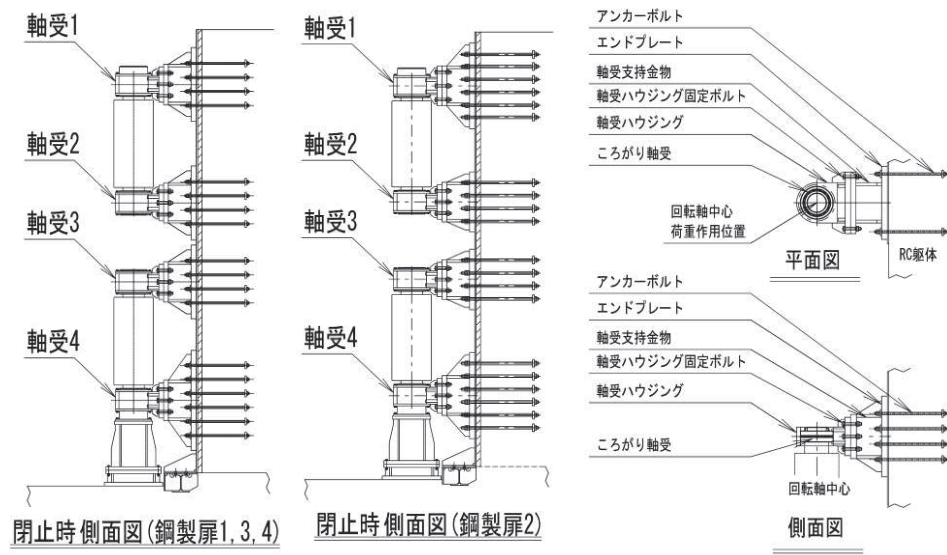 軸受1
軸受2
軸受3
軸受4
閉止時側面図(鋼製扉1,3,4)
軸受1
軸受2
軸受3
軸受4
閉止時側面図(鋼製扉2)
アンカーボルト
エンドプレート
軸受支持金物
軸受ハウジング固定ボルト
軸受ハウジング
ころがり軸受
回転軸中心
荷重作用位置
RC躯体
平面図
アンカーボルト
エンドプレート
軸受支持金物
軸受ハウジング固定ボルト
軸受ハウジング
ころがり軸受
回転軸中心
側面図